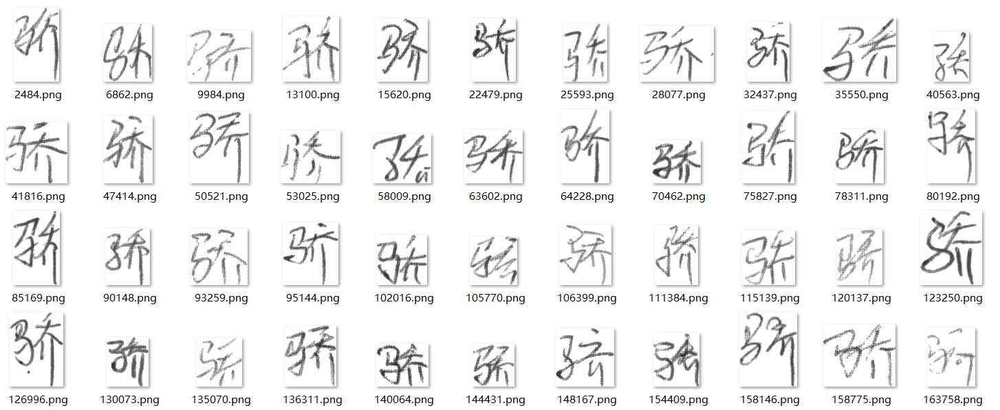 骄 骄 骄 骄 骄 骄 骄 骄 骄 骄 骄
2484.png 6862.png 9984.png 13100.png 15620.png 22479.png 25593.png 28077.png 32437.png 35550.png 40563.png
骄 骄 骄 骄 骄 骄 骄 骄 骄 骄 骄
41816.png 47414.png 50521.png 53025.png 58009.png 63602.png 64228.png 70462.png 75827.png 78311.png 80192.png
骄 骄 骄 骄 骄 骄 骄 骄 骄 骄 骄
85169.png 90148.png 93259.png 95144.png 102016.png 105770.png 106399.png 111384.png 115139.png 120137.png 123250.png
骄 骄 骄 骄 骄 骄 骄 骄 骄 骄 骄
126996.png 130073.png 135070.png 136311.png 140064.png 144431.png 148167.png 154409.png 158146.png 158775.png 163758.png